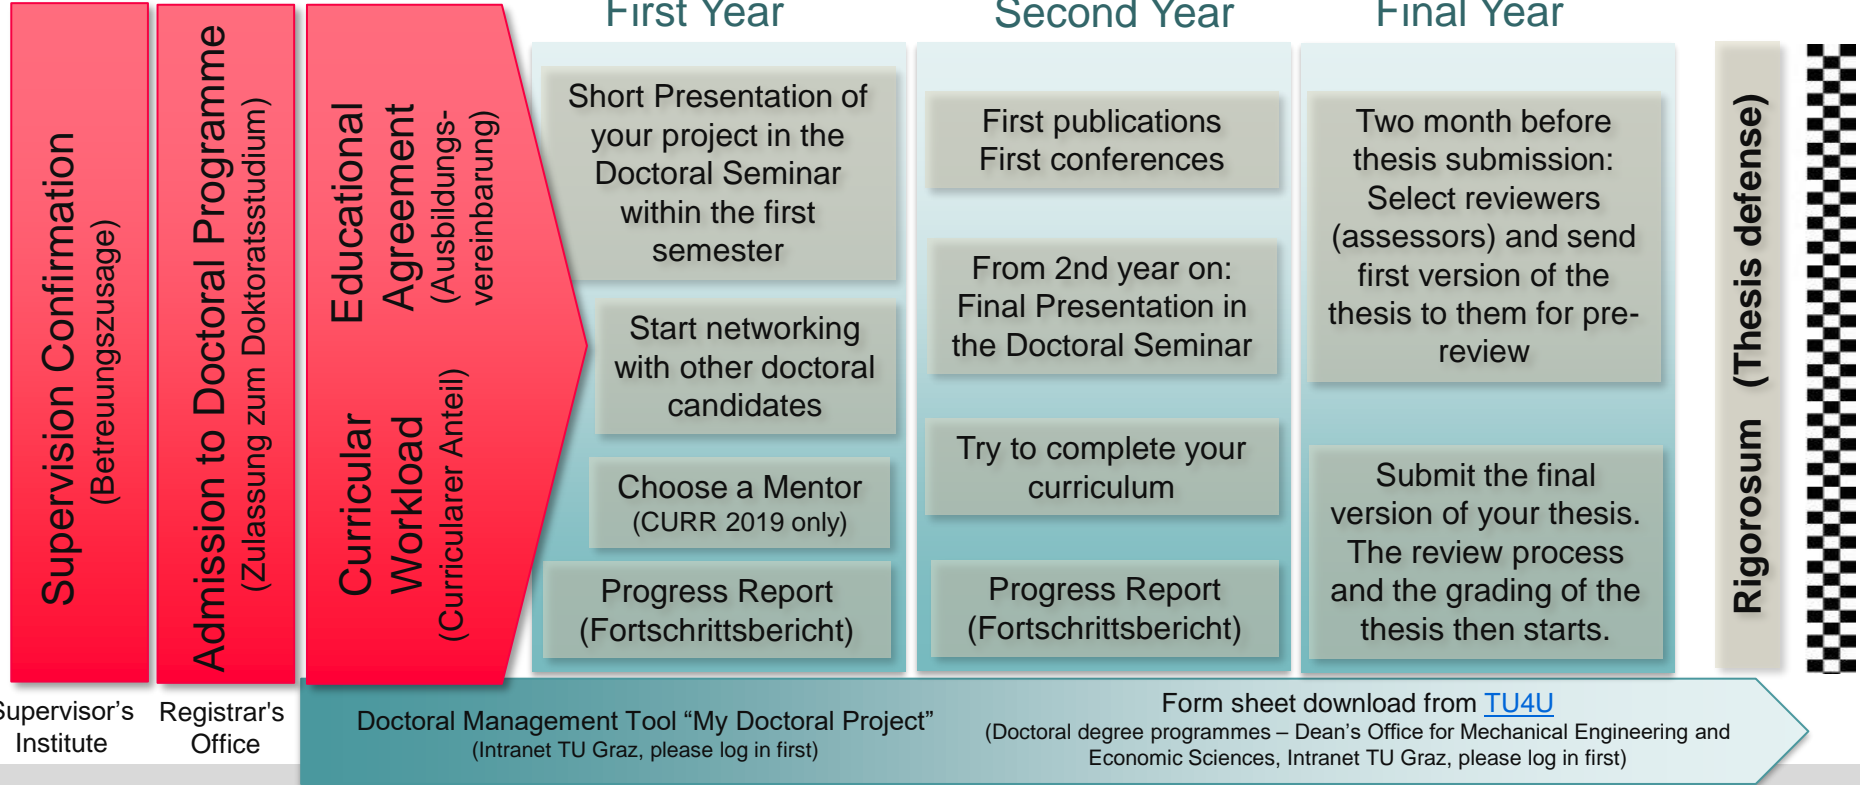 Supervision Confirmation
(Betreuungszusage)
Supervisor's
Institute
Admission to Doctoral Programme
(Zulassung zum Doktoratsstudium)
Registrar's
Office
Educational
Agreement
(Ausbildungs-
vereinbarung)
Curricular
Workload
(Curricularer Anteil)
First Year
Short Presentation of
your project in the
Doctoral Seminar
within the first
semester
Start networking
with other doctoral
candidates
Choose a Mentor
(CURR 2019 only)
Progress Report
(Fortschrittsbericht)
Second Year
First publications
First conferences
From 2nd year on:
Final Presentation in
the Doctoral Seminar
Try to complete your
curriculum
Progress Report
(Fortschrittsbericht)
Final Year
Two month before
thesis submission:
Select reviewers
(assessors) and send
first version of the
thesis to them for pre-
review
Submit the final
version of your thesis.
The review process
and the grading of the
thesis then starts.
Rigorosum (Thesis defense)
Doctoral Management Tool “My Doctoral Project”
(Intranet TU Graz, please log in first)
Form sheet download from TU4U
(Doctoral degree programmes – Dean’s Office for Mechanical Engineering and
Economic Sciences, Intranet TU Graz, please log in first)